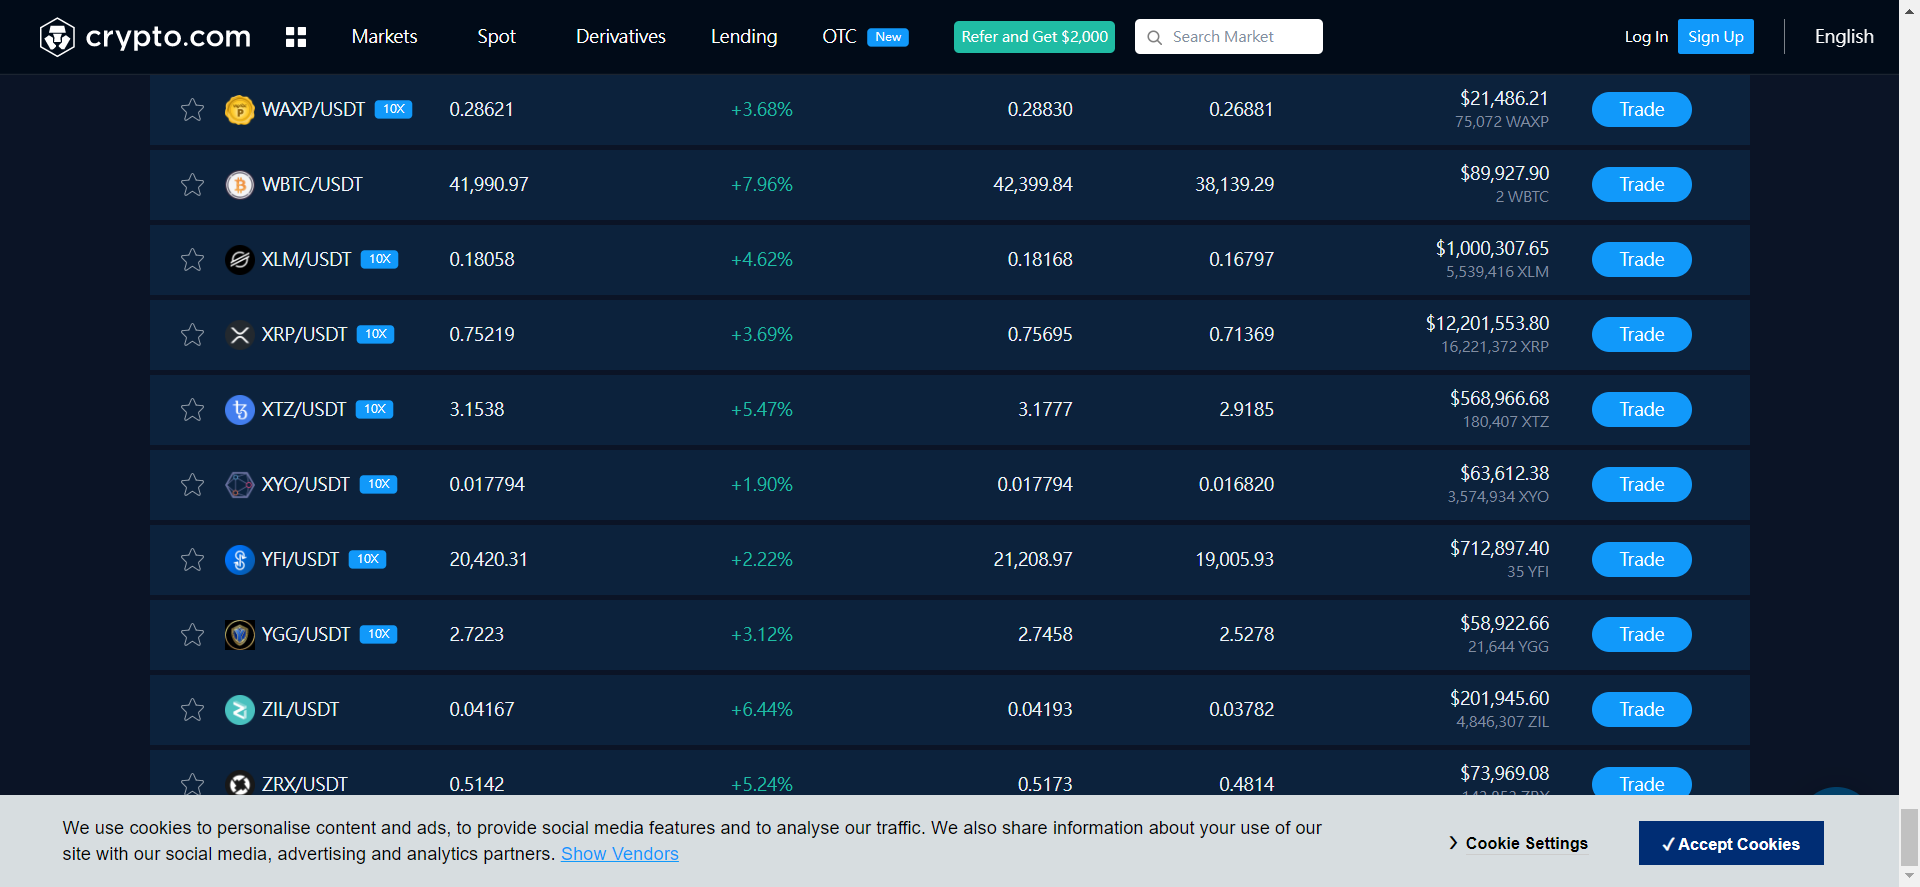 crypto.com Markets Spot Derivatives Lending OTC New Refer and Get $2,000 Search Market Log In Sign Up English
WAXP/USDT 10X 0.28621 +3.68% 0.28830 0.26881 $21,486.21 Trade
75,072 WAXP
WBTC/USDT 41,990.97 +7.96% 42,399.84 38,139.29 $89,927.90 Trade
2 WBTC
XLM/USDT 10X 0.18058 +4.62% 0.18168 0.16797 $1,000,307.65 Trade
5,539,416 XLM
XRP/USDT 10X 0.75219 +3.69% 0.75695 0.71369 $12,201,553.80 Trade
16,221,372 XRP
XTZ/USDT 10X 3.1538 +5.47% 3.1777 2.9185 $568,966.68 Trade
180,407 XTZ
XYO/USDT 10X 0.017794 +1.90% 0.017794 0.016820 $63,612.38 Trade
3,574,934 XYO
YFI/USDT 10X 20,420.31 +2.22% 21,208.97 19,005.93 $712,897.40 Trade
35 YFI
YGG/USDT 10X 2.7223 +3.12% 2.7458 2.5278 $58,922.66 Trade
21,644 YGG
ZIL/USDT 0.04167 +6.44% 0.04193 0.03782 $201,945.60 Trade
4,846,307 ZIL
ZRX/USDT 0.5142 +5.24% 0.5173 0.4814 $73,969.08 Trade
We use cookies to personalise content and ads, to provide social media features and to analyse our traffic. We also share information about your use of our
site with our social media, advertising and analytics partners. Show Vendors
Cookie Settings
Accept Cookies